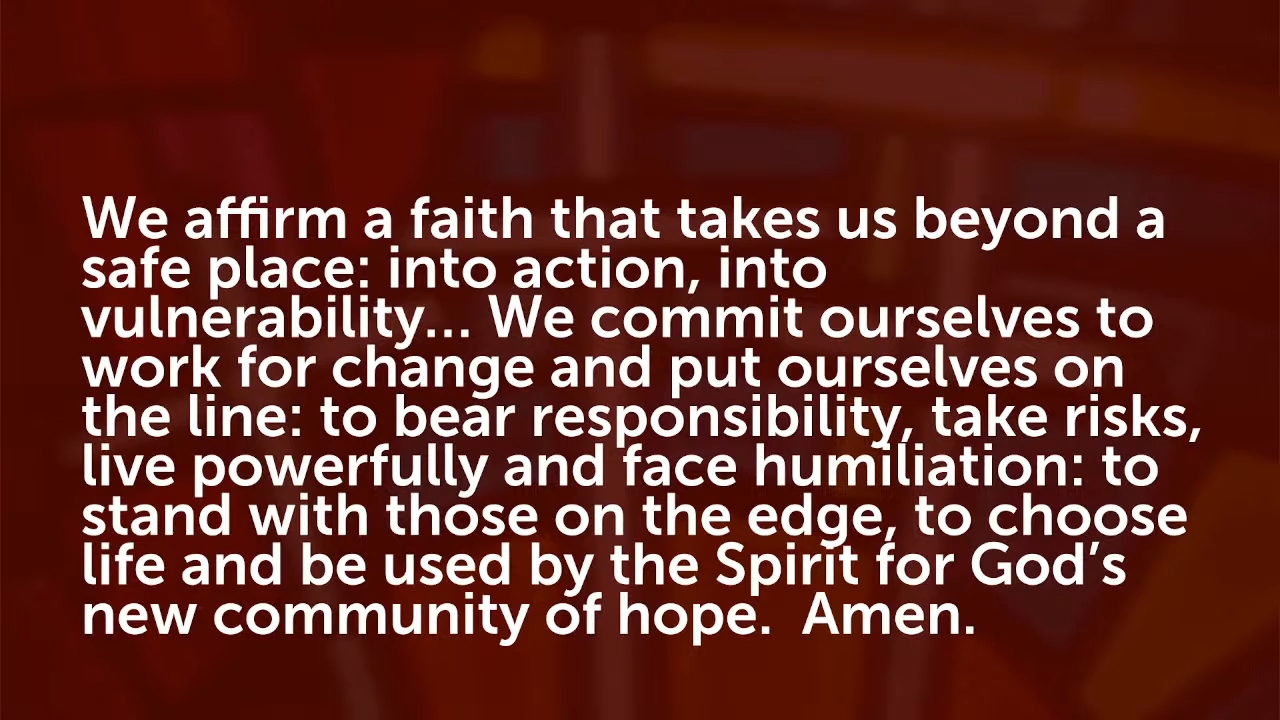 We affirm a faith that takes us beyond a
safe place: into action, into
vulnerability... We commit ourselves to
work for change and put ourselves on
the line: to bear responsibility, take risks,
live powerfully and face humiliation: to
stand with those on the edge, to choose
life and be used by the Spirit for God’s
new community of hope.  Amen.